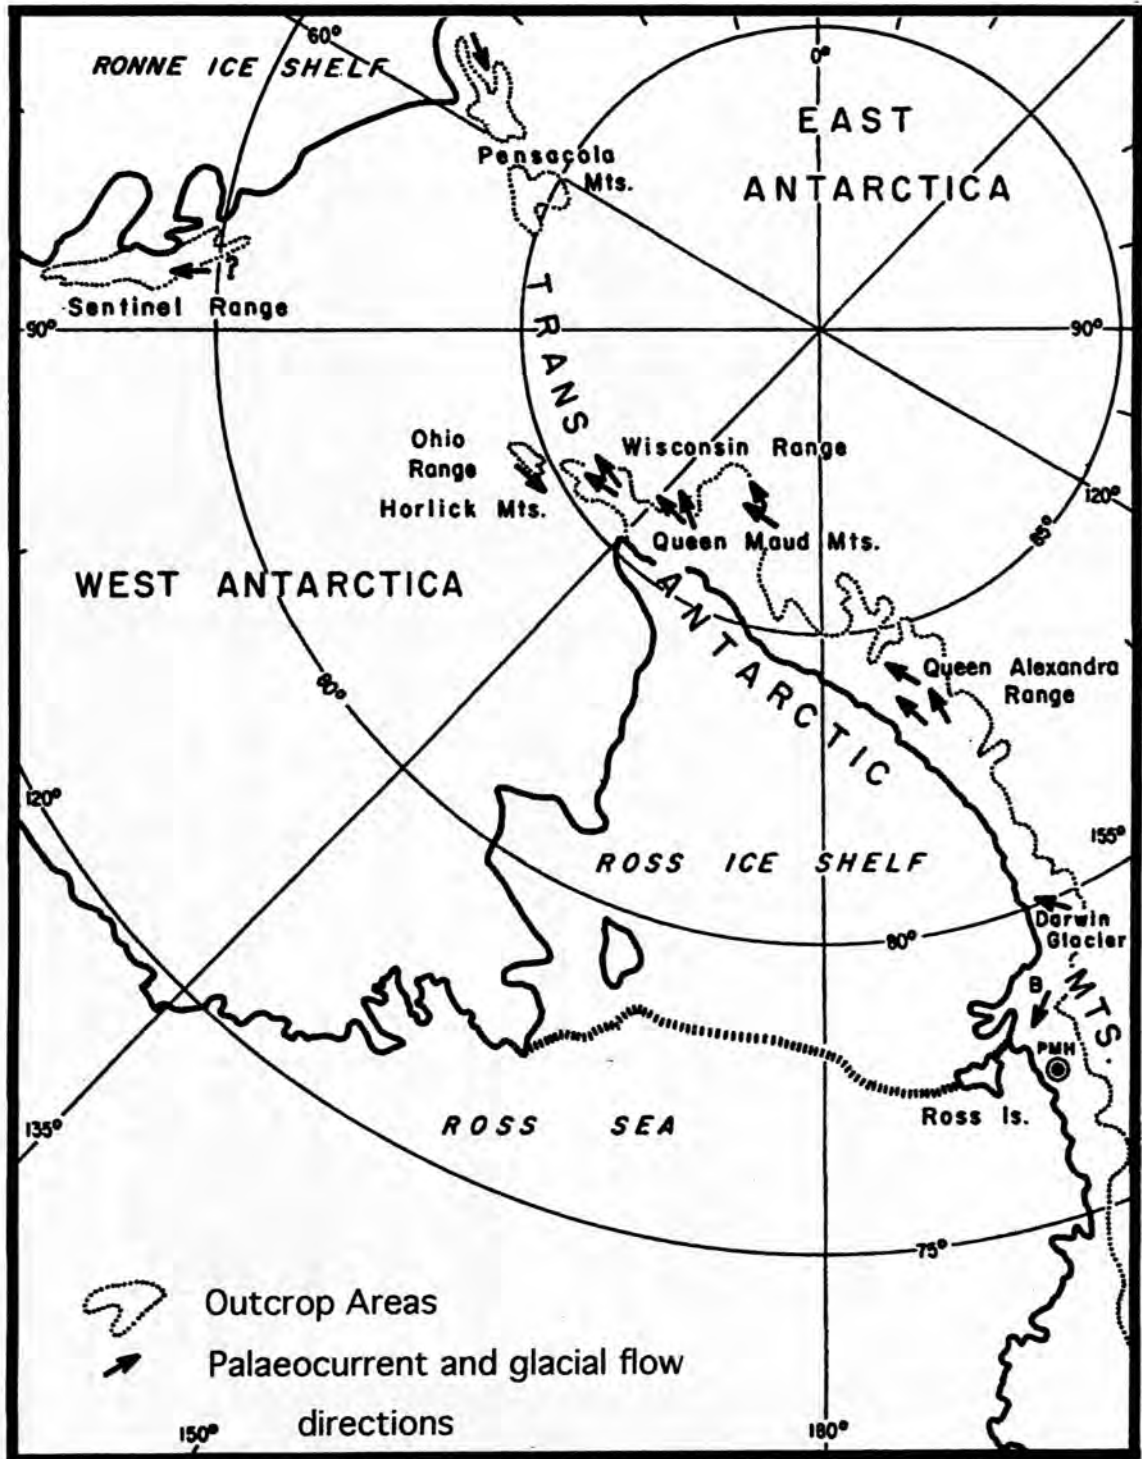 60°
0°
RONNE ICE SHELF
EAST
ANTARCTICA
Pensacola
Mts.
?
Sentinel Range
90°
90°
TRANS
Ohio
Range
Wisconsin Range
Horlick Mts.
120°
85°
Queen Maud Mts.
WEST ANTARCTICA
ANTARCTIC
Queen Alexandra
Range
80°
120°
155°
ROSS ICE SHELF
Darwin
Glacier
80°
B
MTS.
PMH
Ross Is.
135°
ROSS SEA
75°
Outcrop Areas
Palaeocurrent and glacial flow
directions
150°
180°